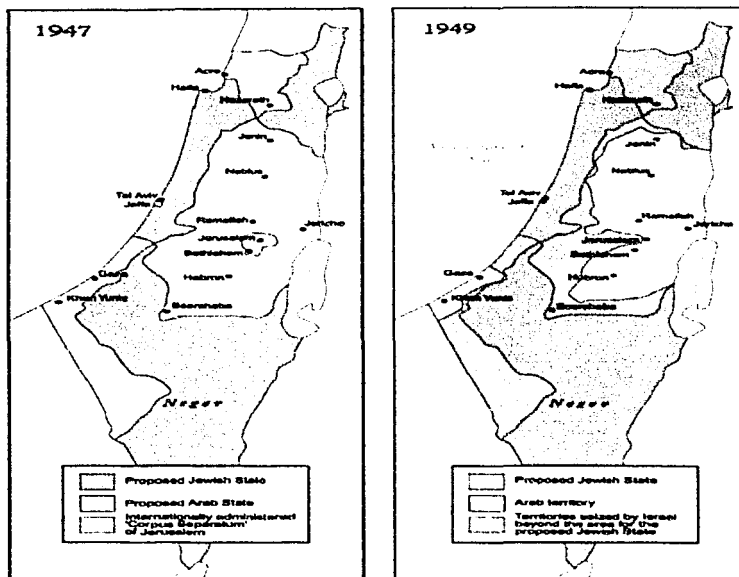 1947
Acre
Haifa
Nazareth
Jenin
Nablus
Tel Aviv
Jaffa
Ramallah
Jericho
Jerusalem
Bethlehem
Gaza
Hebron
Khan Yunis
Beersheba
Negev
Proposed Jewish State
Proposed Arab State
Internationally administered
'Corpus Separatum'
of Jerusalem
1949
Acre
Haifa
Nazareth
Jenin
Nablus
Tel Aviv
Jaffa
Ramallah
Jericho
Jerusalem
Bethlehem
Gaza
Hebron
Khan Yunis
Beersheba
Negev
Proposed Jewish State
Arab territory
Territories seized by Israel
beyond the area for the
proposed Jewish State